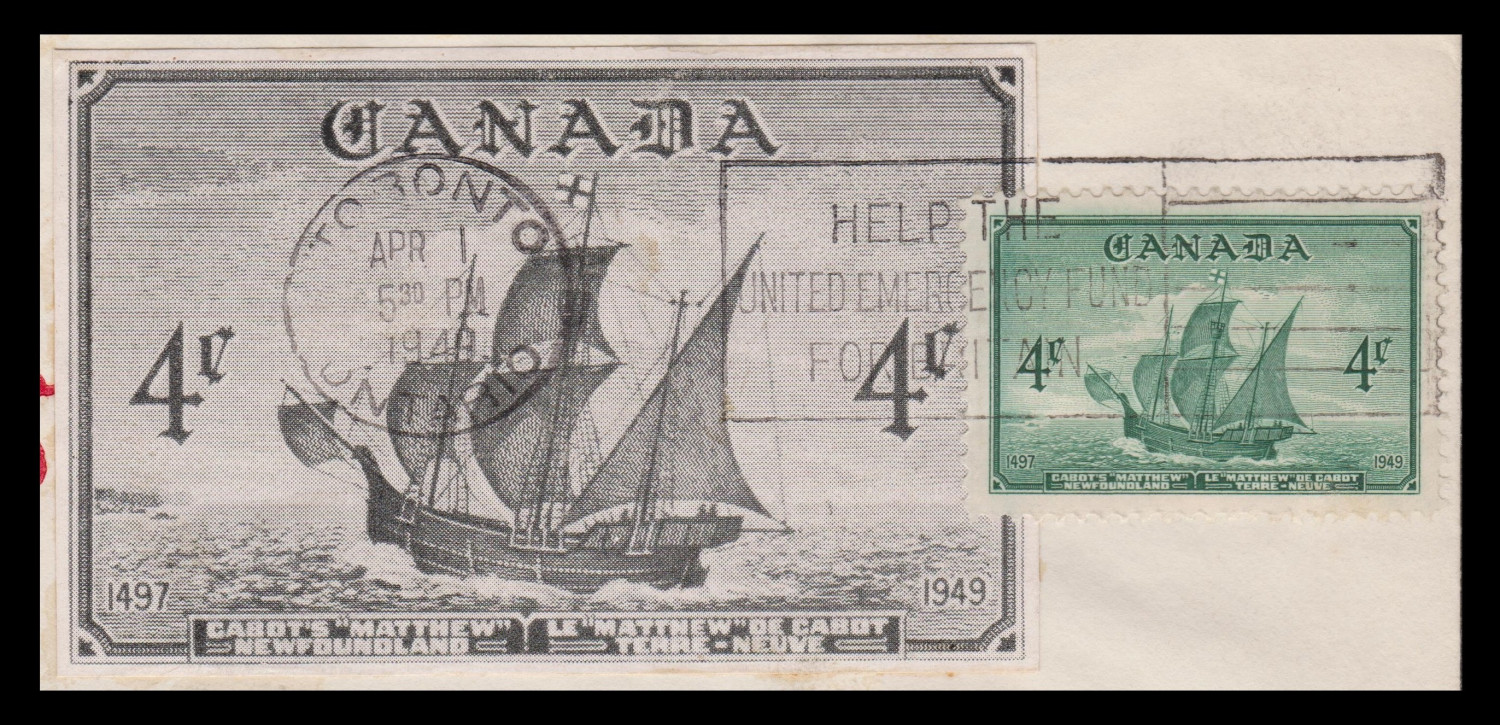 CANADA
TORONTO
APR 1
5 30 PM
1949
ONTARIO
4¢
4¢
1497
1949
CABOT'S "MATTHEW"
NEWFOUNDLAND
LE "MATTHEW" DE CABOT
TERRE-NEUVE
HELP THE
UNITED EMERGENCY FUND
FOR BRITAIN
CANADA
4¢
4¢
1497
1949
CABOT'S "MATTHEW"
NEWFOUNDLAND
LE "MATTHEW" DE CABOT
TERRE-NEUVE